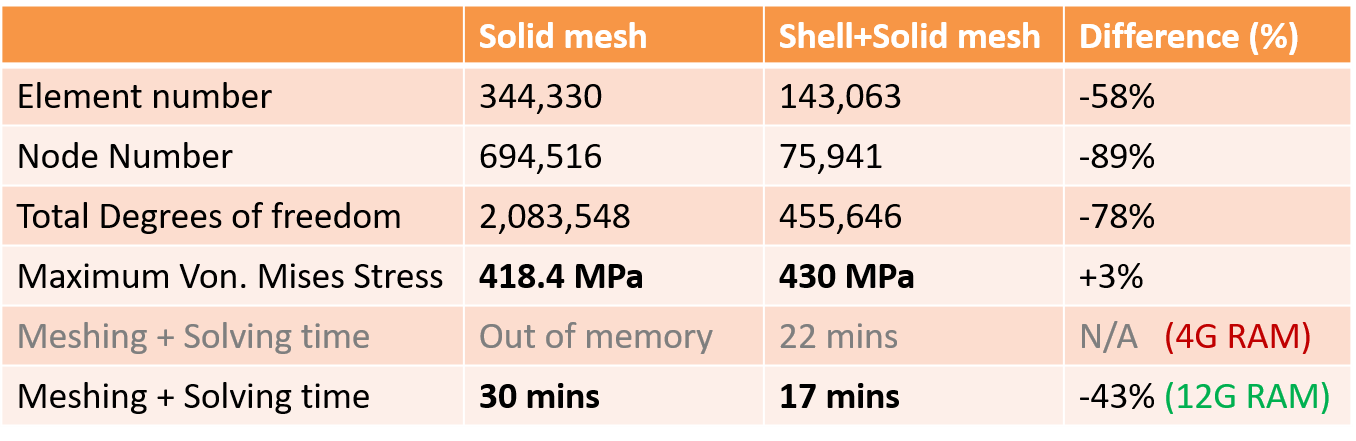 Solid mesh Shell+Solid mesh Difference (%)
Element number 344,330 143,063 -58%
Node Number 694,516 75,941 -89%
Total Degrees of freedom 2,083,548 455,646 -78%
Maximum Von. Mises Stress 418.4 MPa 430 MPa +3%
Meshing + Solving time Out of memory 22 mins N/A (4G RAM)
Meshing + Solving time 30 mins 17 mins -43% (12G RAM)